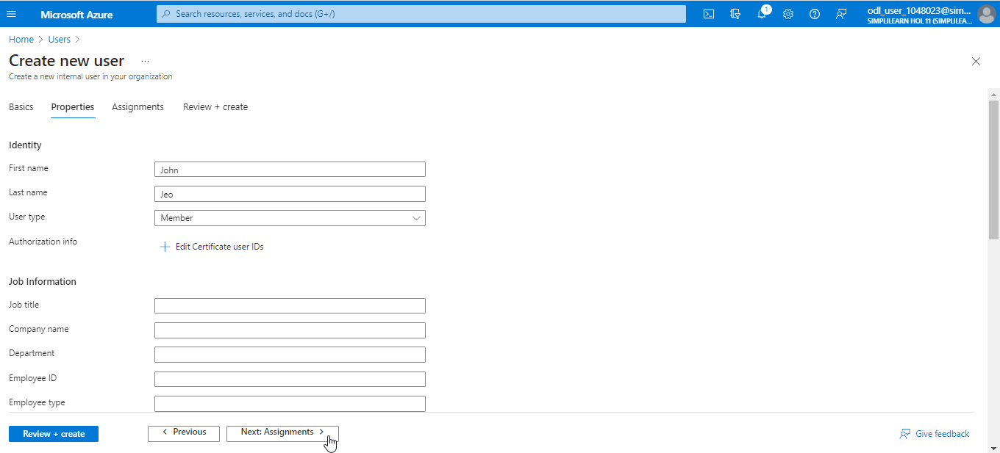 Microsoft Azure
Search resources, services, and docs (G+/)
1
odl_user_1048023@sim...
SIMPLILEARN HOL 11 (SIMPLILEA...
Home > Users >
Create new user ...
Create a new internal user in your organization
Basics Properties Assignments Review + create
Identity
First name John
Last name Jeo
User type Member
Authorization info + Edit Certificate user IDs
Job Information
Job title
Company name
Department
Employee ID
Employee type
Review + create < Previous Next: Assignments > Give feedback